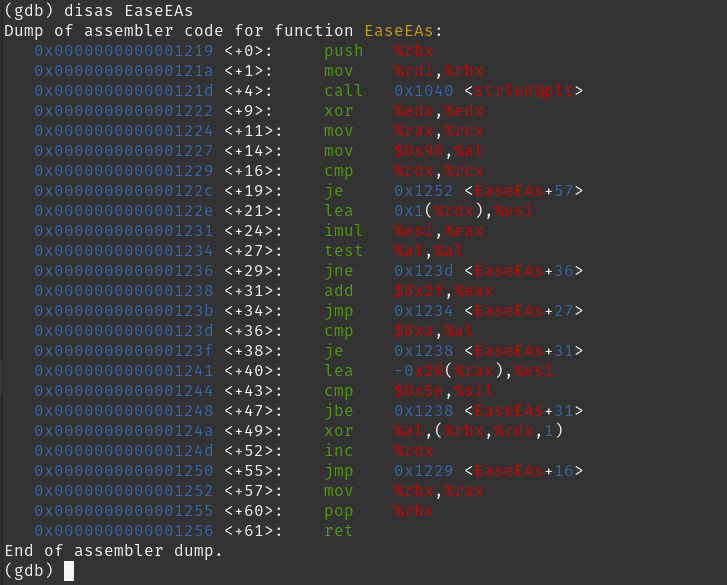 (gdb) disas EaseEAs
Dump of assembler code for function EaseEAs:
   0x0000000000001219 <+0>:	push   %rbx
   0x000000000000121a <+1>:	mov    %rdi,%rbx
   0x000000000000121d <+4>:	call   0x1040 <strlen@plt>
   0x0000000000001222 <+9>:	xor    %edx,%edx
   0x0000000000001224 <+11>:	mov    %rax,%rcx
   0x0000000000001227 <+14>:	mov    $0x90,%al
   0x0000000000001229 <+16>:	cmp    %rdx,%rcx
   0x000000000000122c <+19>:	je     0x1252 <EaseEAs+57>
   0x000000000000122e <+21>:	lea    0x1(%rdx),%esi
   0x0000000000001231 <+24>:	imul   %esi,%eax
   0x0000000000001234 <+27>:	test   %al,%al
   0x0000000000001236 <+29>:	jne    0x123d <EaseEAs+36>
   0x0000000000001238 <+31>:	add    $0x2f,%eax
   0x000000000000123b <+34>:	jmp    0x1234 <EaseEAs+27>
   0x000000000000123d <+36>:	cmp    $0xa,%al
   0x000000000000123f <+38>:	je     0x1238 <EaseEAs+31>
   0x0000000000001241 <+40>:	lea    -0x20(%rax),%esi
   0x0000000000001244 <+43>:	cmp    $0x5e,%sil
   0x0000000000001248 <+47>:	jbe    0x1238 <EaseEAs+31>
   0x000000000000124a <+49>:	xor    %al,(%rbx,%rdx,1)
   0x000000000000124d <+52>:	inc    %rdx
   0x0000000000001250 <+55>:	jmp    0x1229 <EaseEAs+16>
   0x0000000000001252 <+57>:	mov    %rbx,%rax
   0x0000000000001255 <+60>:	pop    %rbx
   0x0000000000001256 <+61>:	ret
End of assembler dump.
(gdb)